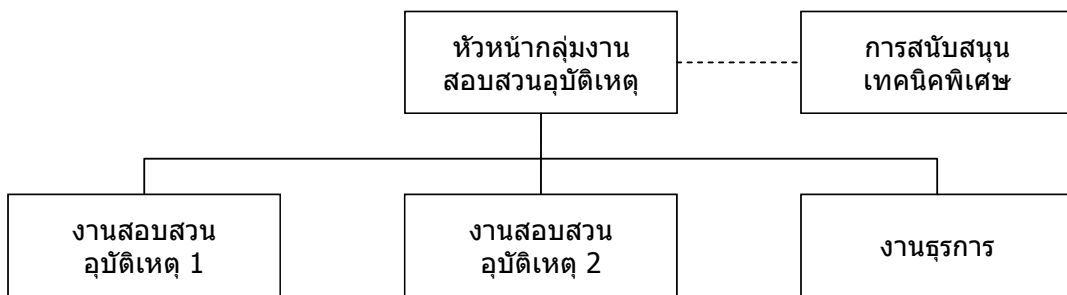 หัวหน้ากลุ่มงาน
สอบสวนอุบัติเหตุ
การสนับสนุน
เทคนิคพิเศษ
งานสอบสวน
อุบัติเหตุ 1
งานสอบสวน
อุบัติเหตุ 2
งานธุรการ